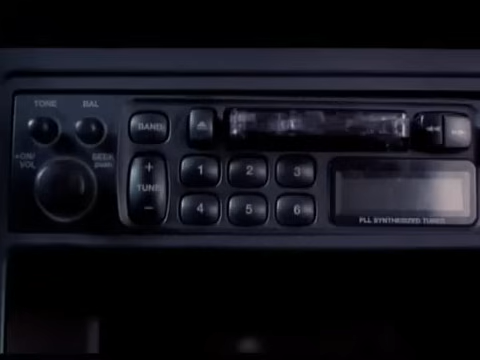 TONE BAL
BAND
+ON/ VOL
SEEK
+
TUNE
−
1 2 3
4 5 6
PLL SYNTHESIZED TUNER